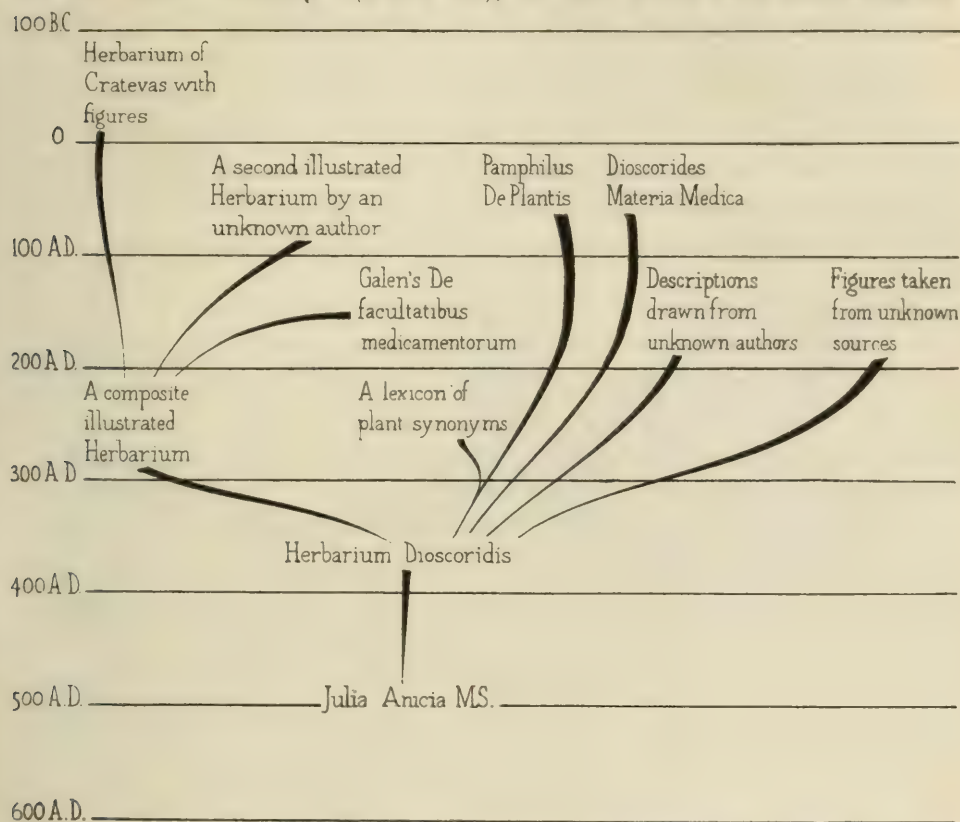 100 B.C
Herbarium of
Cratevas with
figures
0
A second illustrated
Herbarium by an
unknown author
Pamphilus
De Plantis
Dioscorides
Materia Medica
100 A.D.
Galen's De
facultatibus
medicamentorum
Descriptions
drawn from
unknown authors
Figures taken
from unknown
sources
200 A.D.
A composite
illustrated
Herbarium
A lexicon of
plant synonyms
300 A D
Herbarium Dioscoridis
400 A D.
500 A.D.
Julia Anicia M S.
600 A.D.